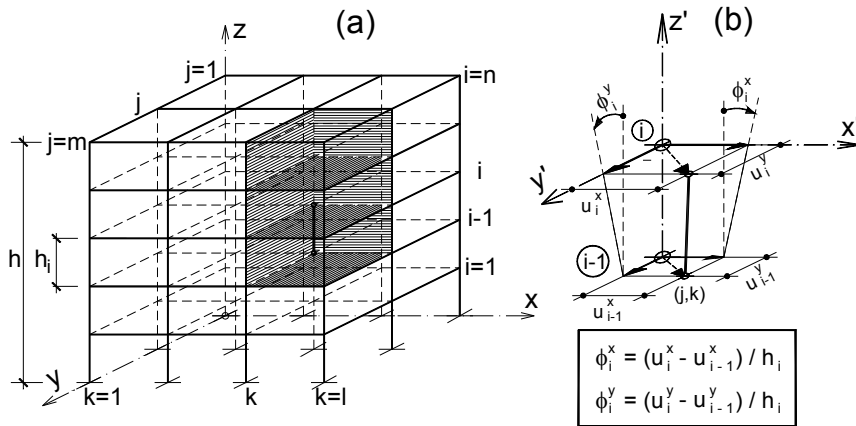 (a)
z
j=1
i=n
j
j=m
i
i-1
h
h_i
i=1
x
y
k=1
k
k=l
(b)
z'
ϕ_i^y
ϕ_i^x
i
x'
y'
u_i^x
u_i^y
i-1
(j,k)
u_{i-1}^x
u_{i-1}^y
ϕ_i^x = (u_i^x - u_{i-1}^x) / h_i
ϕ_i^y = (u_i^y - u_{i-1}^y) / h_i